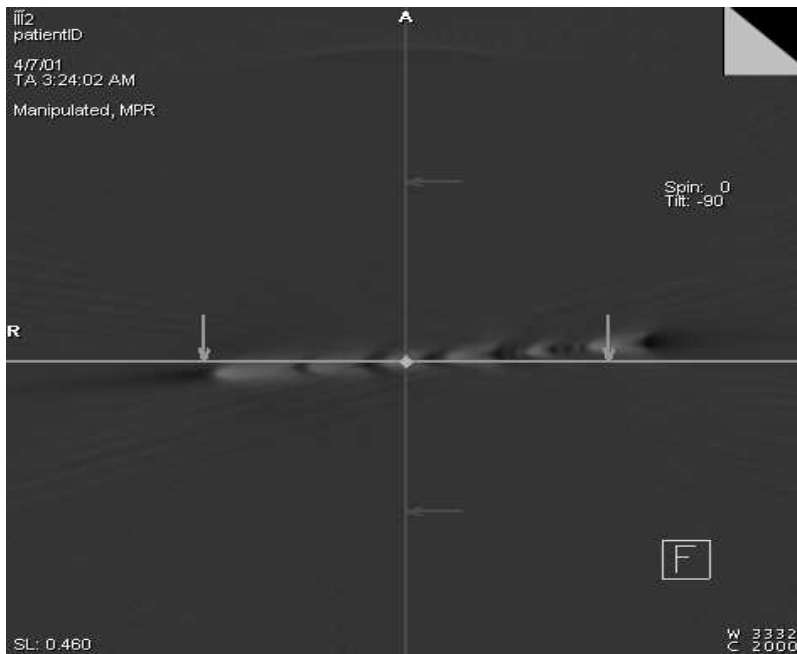 patientID
4/7/01
TA 3:24:02 AM
Manipulated, MPR
A
Spin: 0
Tilt: -90
R
F
SL: 0.460
W 3332
C 2000